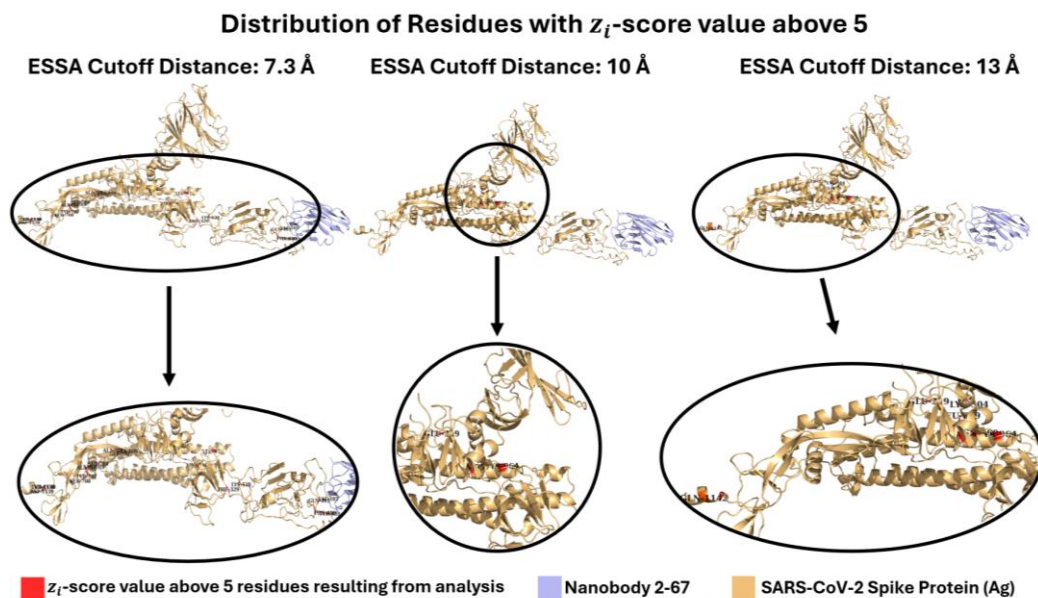 Distribution of Residues with zᵢ-score value above 5
ESSA Cutoff Distance: 7.3 Å
ESSA Cutoff Distance: 10 Å
ESSA Cutoff Distance: 13 Å
zᵢ-score value above 5 residues resulting from analysis
Nanobody 2-67
SARS-CoV-2 Spike Protein (Ag)